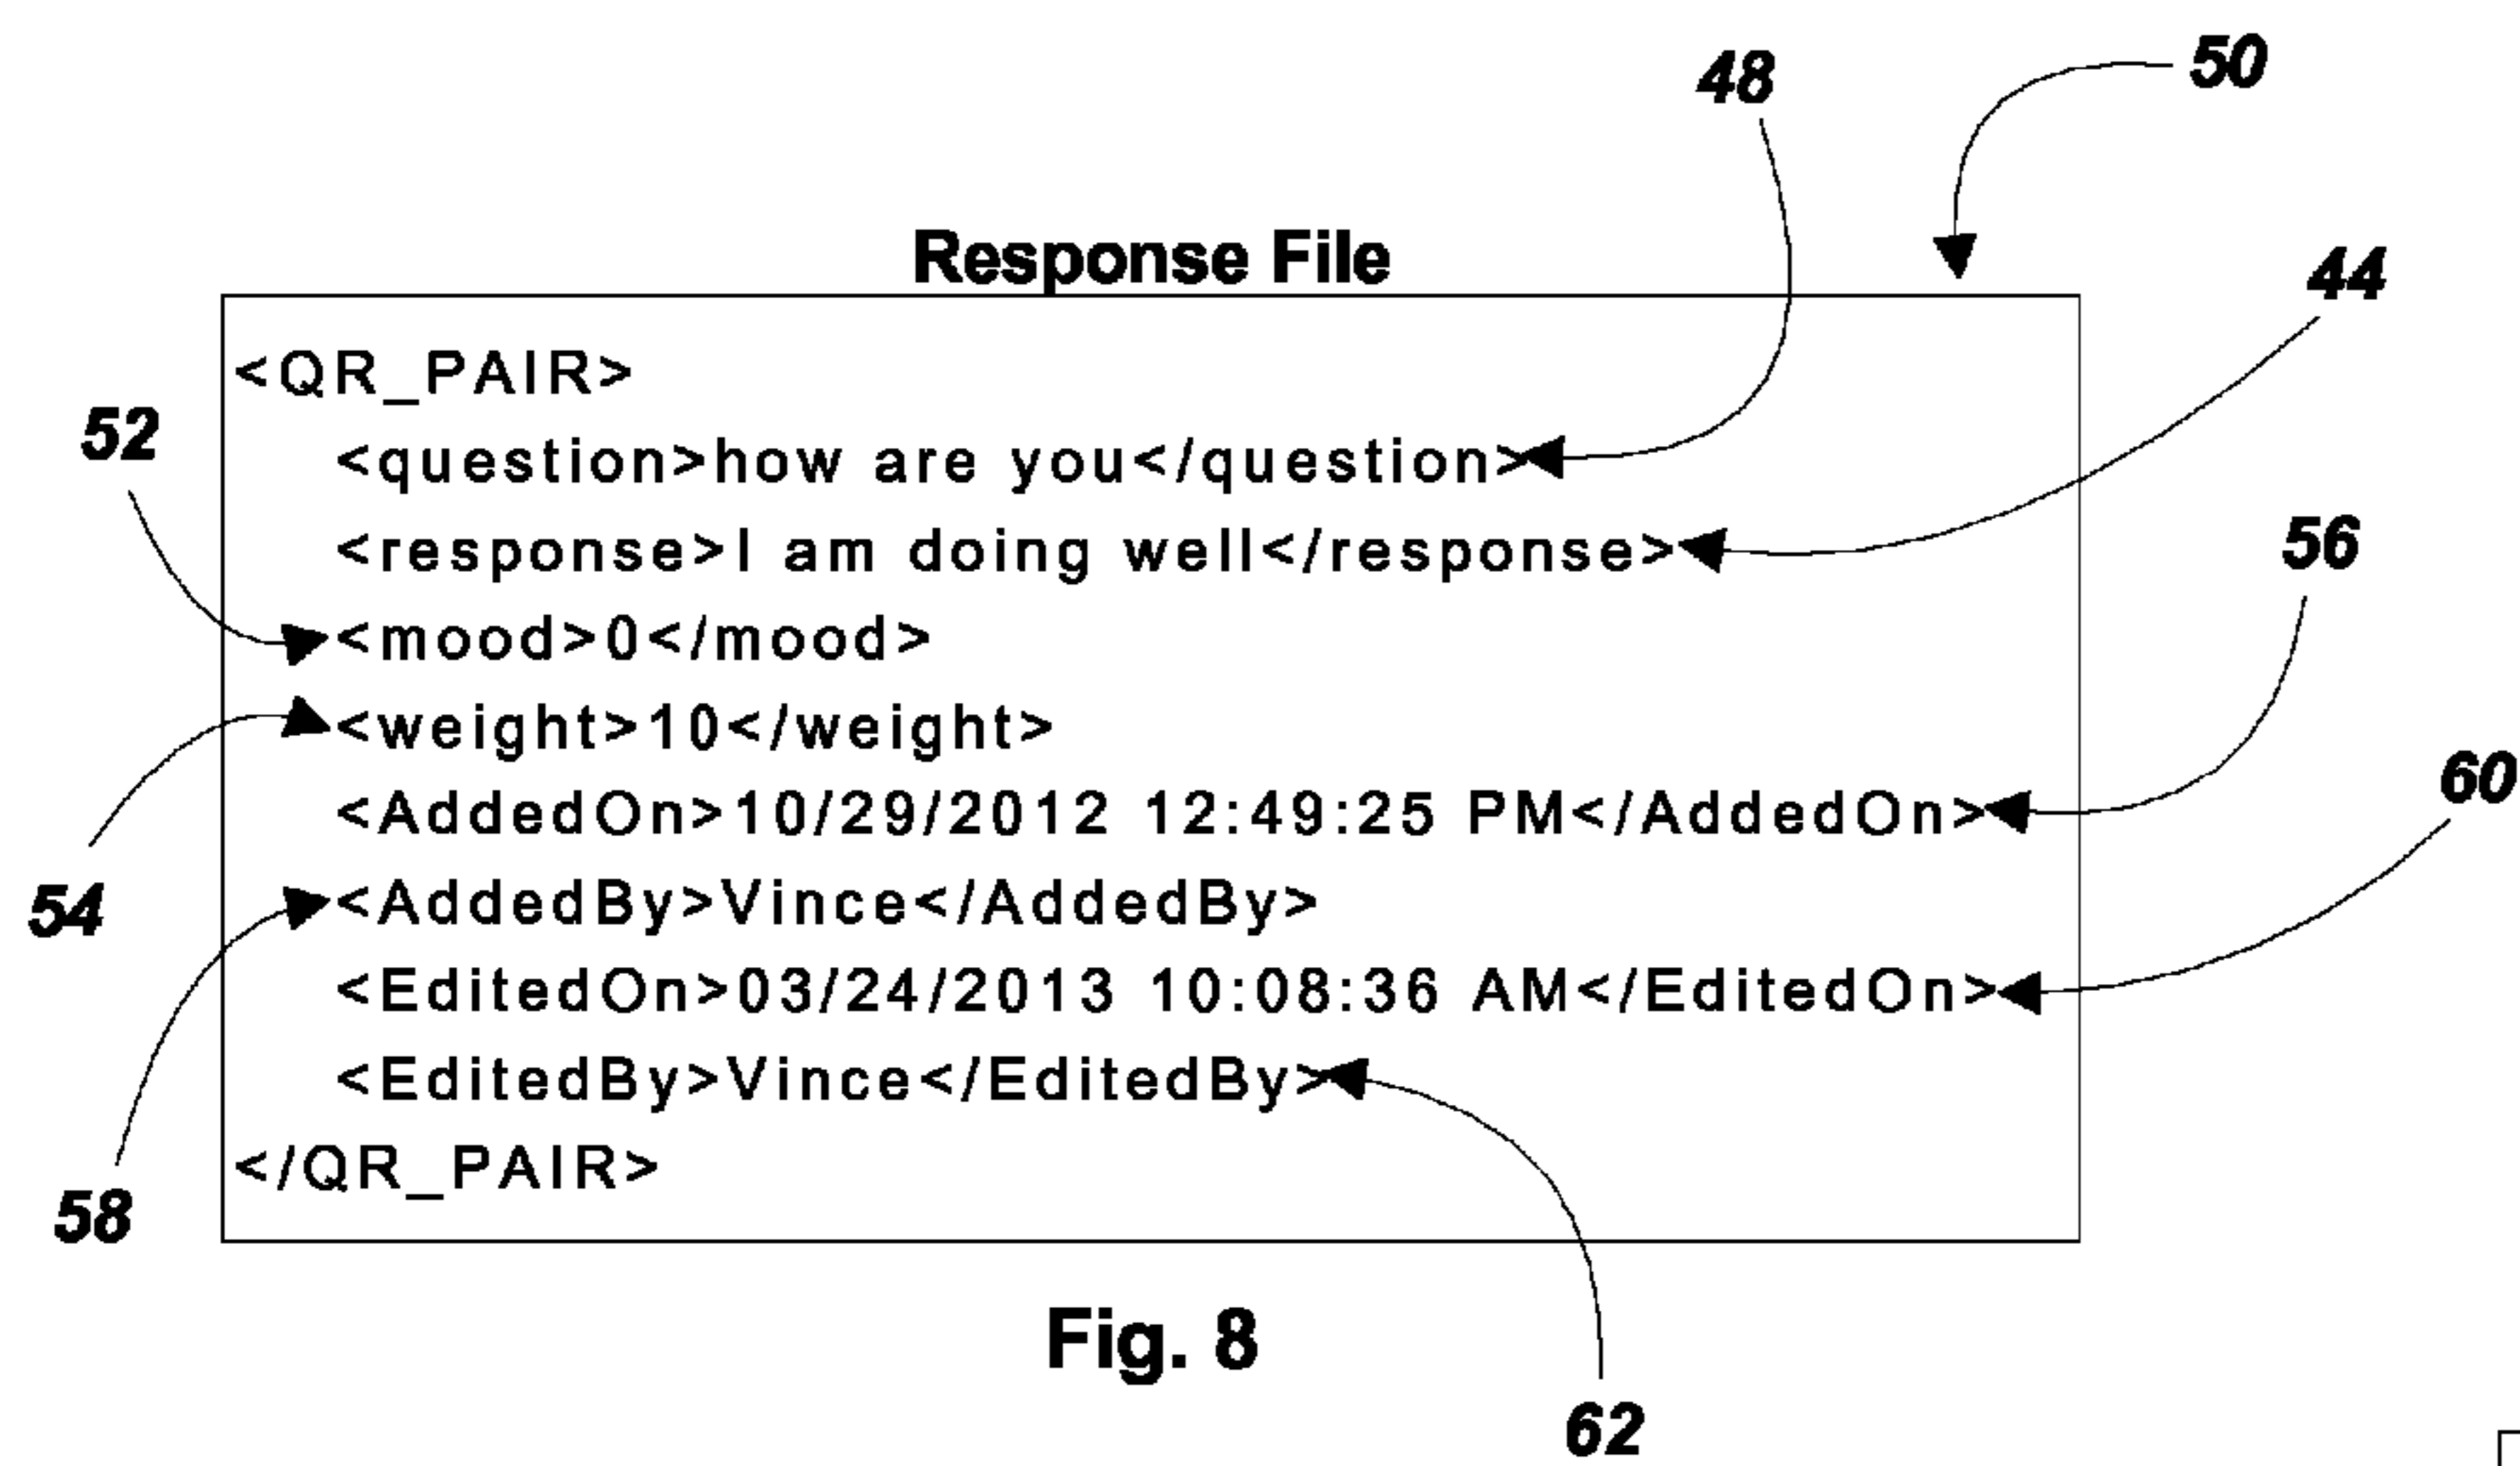 50
48
Response File
44
<QR_PAIR>
52
<question>how are you</question>
<response>I am doing well</response>
56
<mood>0</mood>
<weight>10</weight>
60
<AddedOn>10/29/2012 12:49:25 PM</AddedOn>
54
<AddedBy>Vince</AddedBy>
<EditedOn>03/24/2013 10:08:36 AM</EditedOn>
<EditedBy>Vince</EditedBy>
</QR_PAIR>
58
Fig. 8
62